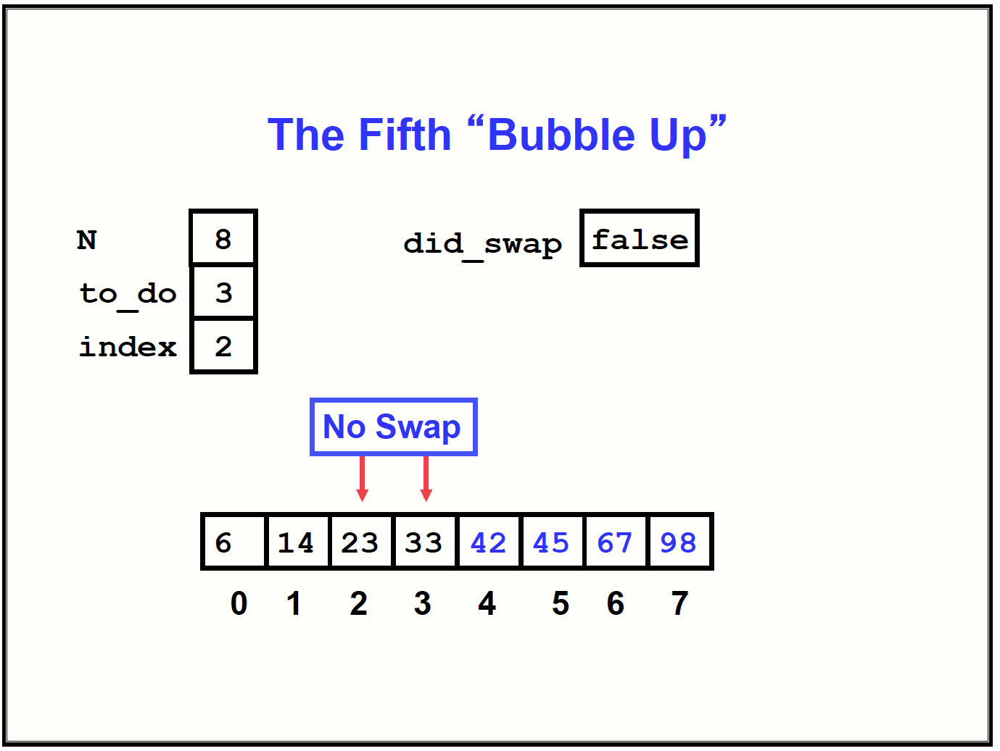 The Fifth “Bubble Up”
N 8 did_swap false
to_do 3
index 2
No Swap
6 14 23 33 42 45 67 98
0 1 2 3 4 5 6 7